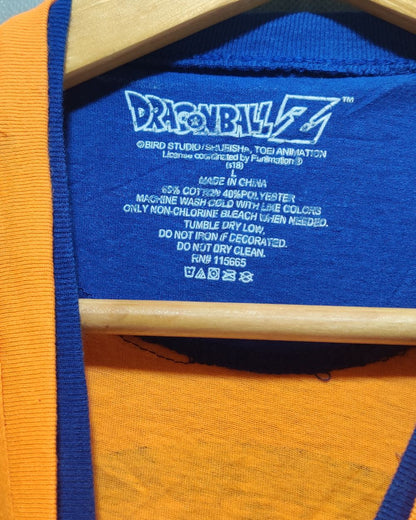 DRAGONBALL Z™
©BIRD STUDIO/SHUEISHA, TOEI ANIMATION
License coordinated by Funimation®
(s18)
L
MADE IN CHINA
60% COTTON 40%POLYESTER
MACHINE WASH COLD WITH LIKE COLORS
ONLY NON-CHLORINE BLEACH WHEN NEEDED.
TUMBLE DRY LOW.
DO NOT IRON IF DECORATED.
DO NOT DRY CLEAN.
RN# 115665